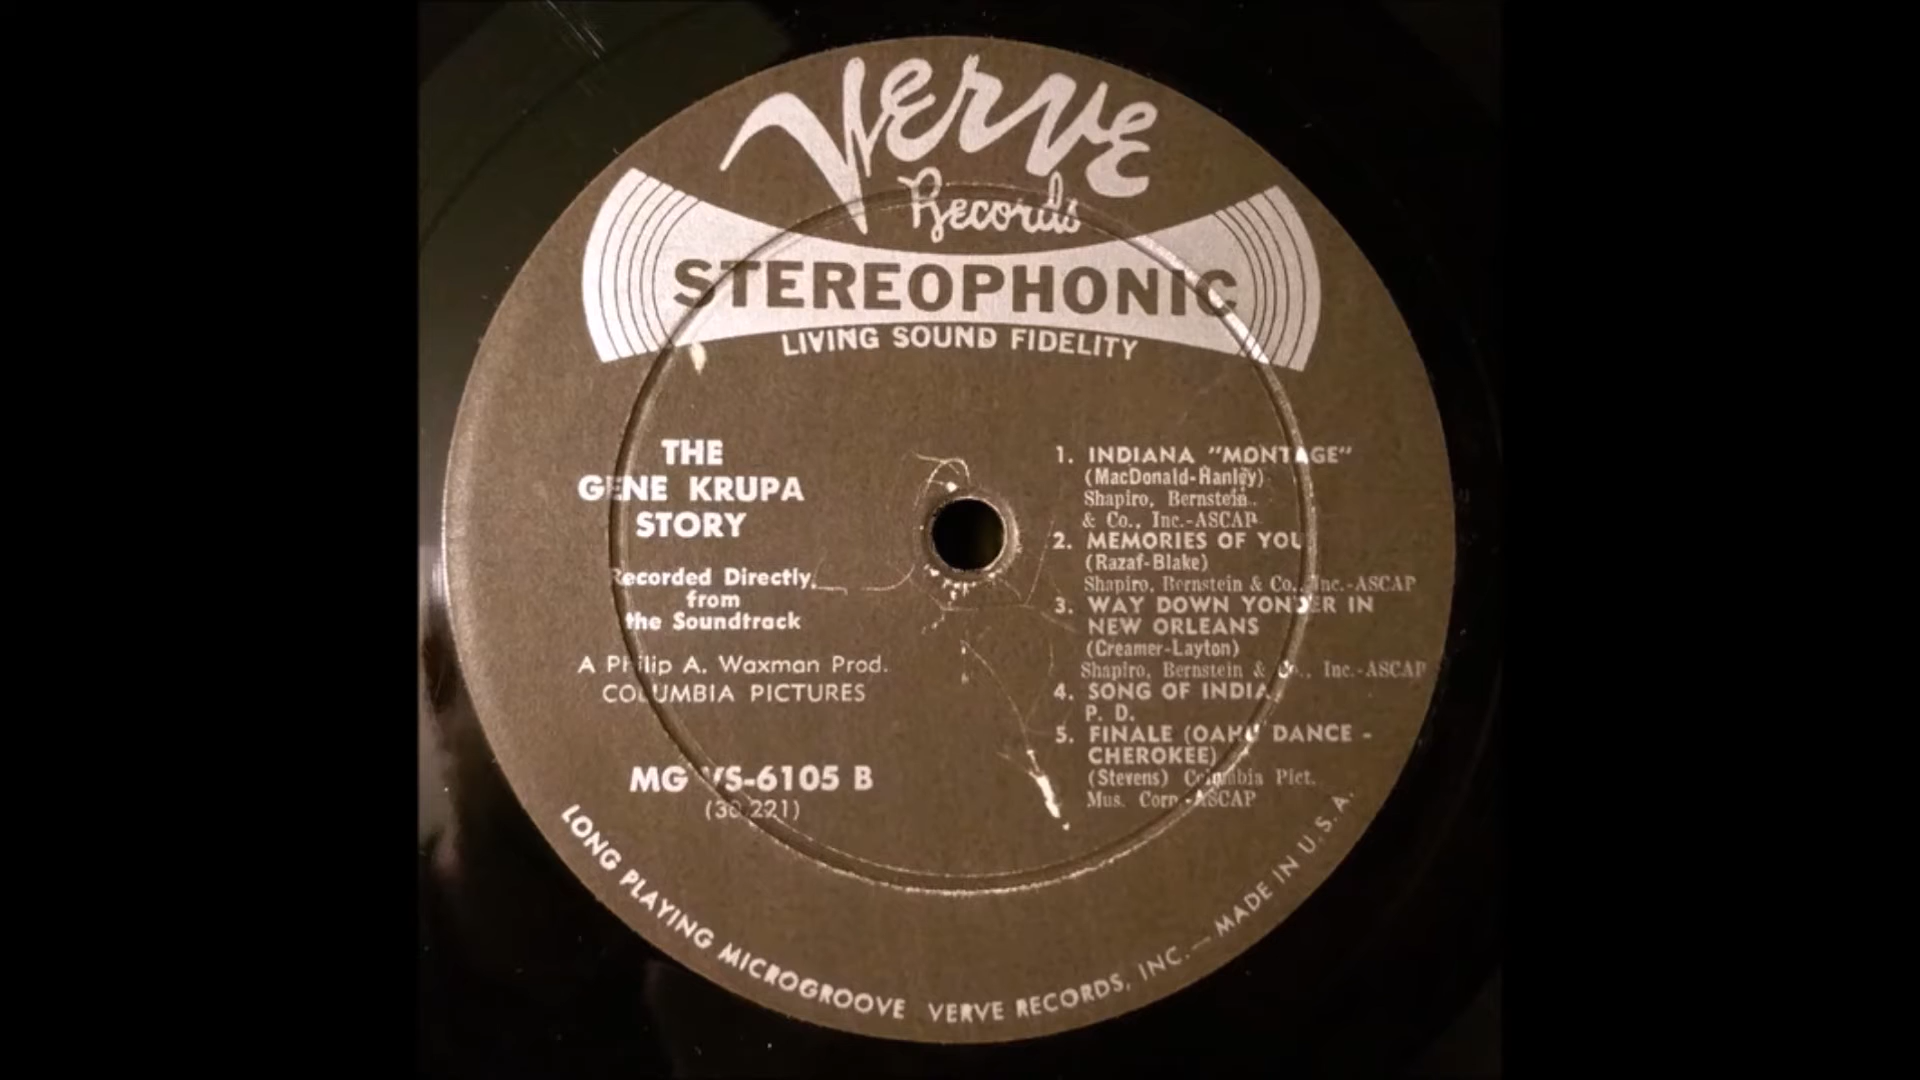 Verve
Records
STEREOPHONIC
LIVING SOUND FIDELITY
THE
GENE KRUPA
STORY
Recorded Directly
from
the Soundtrack
A Philip A. Waxman Prod.
COLUMBIA PICTURES
MG VS-6105 B
(30,221)
1. INDIANA "MONTAGE"
(MacDonald-Hanley)
Shapiro, Bernstein
& Co., Inc.-ASCAP
2. MEMORIES OF YOU
(Razaf-Blake)
Shapiro, Bernstein & Co., Inc.-ASCAP
3. WAY DOWN YONDER IN
NEW ORLEANS
(Creamer-Layton)
Shapiro, Bernstein & Co., Inc.-ASCAP
4. SONG OF INDIA
P. D.
5. FINALE (OAHU DANCE -
CHEROKEE)
(Stevens) Columbia Pict.
Mus. Corp.-ASCAP
LONG PLAYING MICROGROOVE VERVE RECORDS, INC. — MADE IN U.S.A.